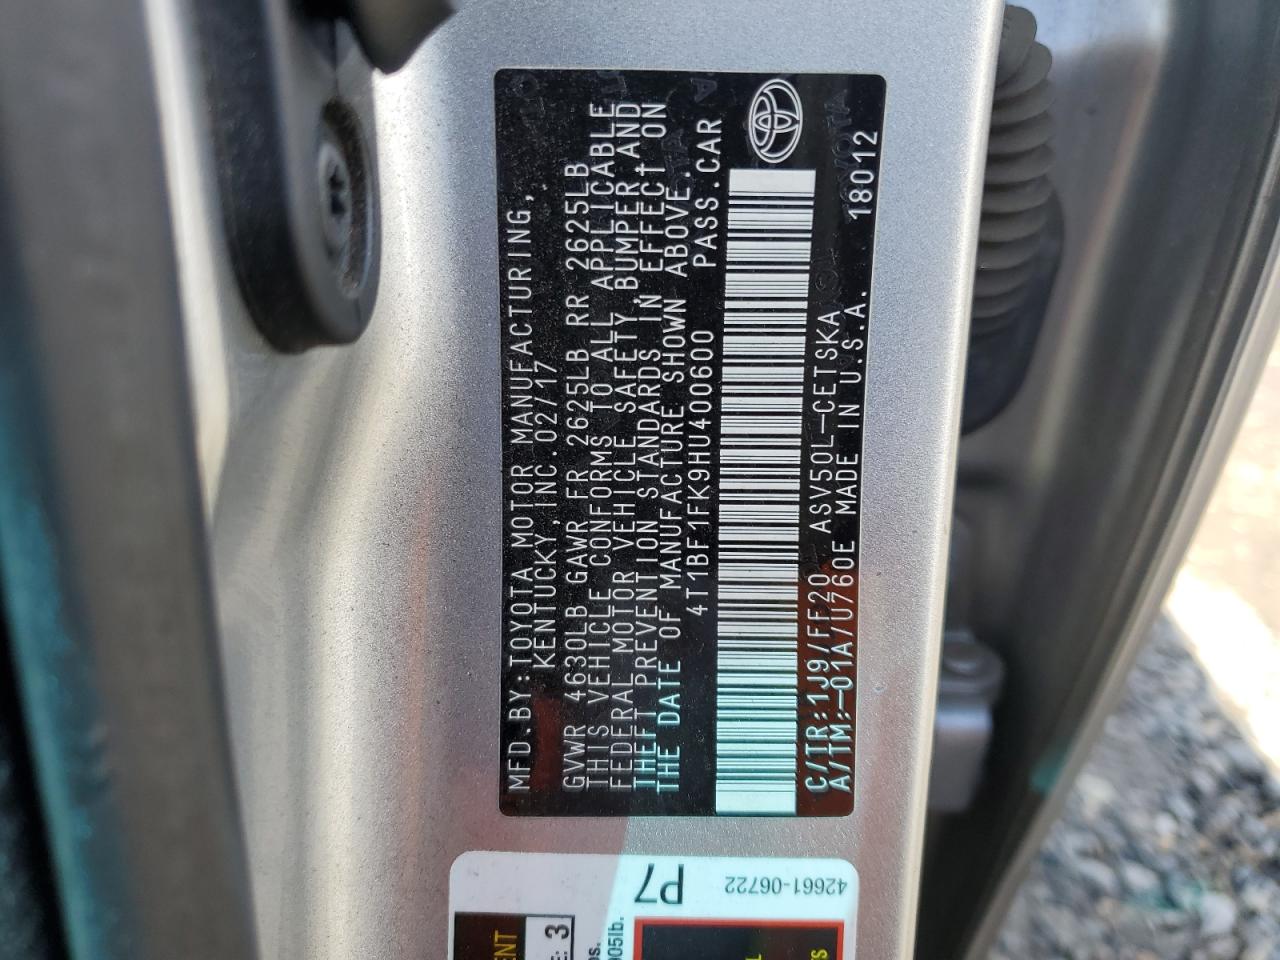 MFD.BY:TOYOTA MOTOR MANUFACTURING,
KENTUCKY,INC.02/17
GVWR 4630LB GAWR FR 2625LB RR 2625LB
THIS VEHICLE CONFORMS TO ALL APPLICABLE
FEDERAL MOTOR VEHICLE SAFETY,BUMPER,AND
THEFT PREVENTION STANDARDS IN EFFECT ON
THE DATE OF MANUFACTURE SHOWN ABOVE.
4T1BF1FK9HU400600 PASS.CAR
C/TR:1J9/FF20 ASV50L-CETSKA
A/TM:-01A/U760E MADE IN U.S.A. 18012
P7
42661-06722
3